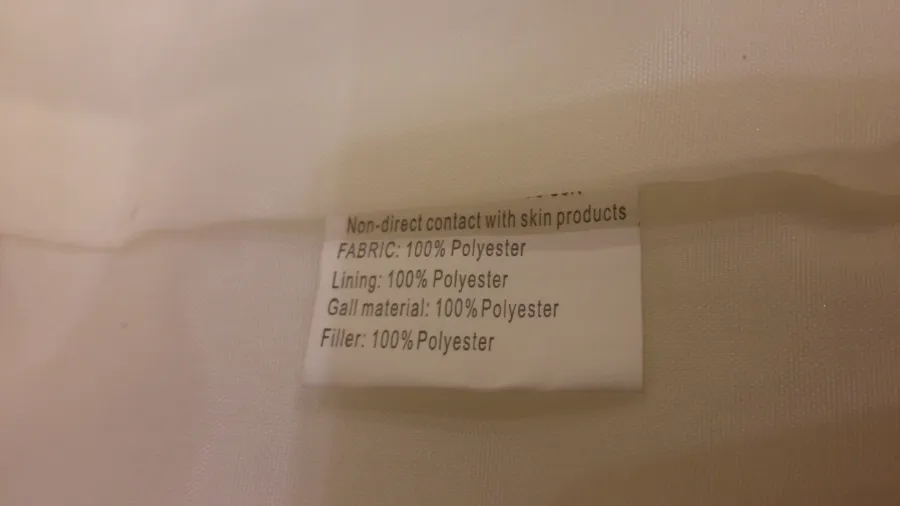 Non-direct contact with skin products
FABRIC: 100% Polyester
Lining: 100% Polyester
Gall material: 100% Polyester
Filler: 100% Polyester